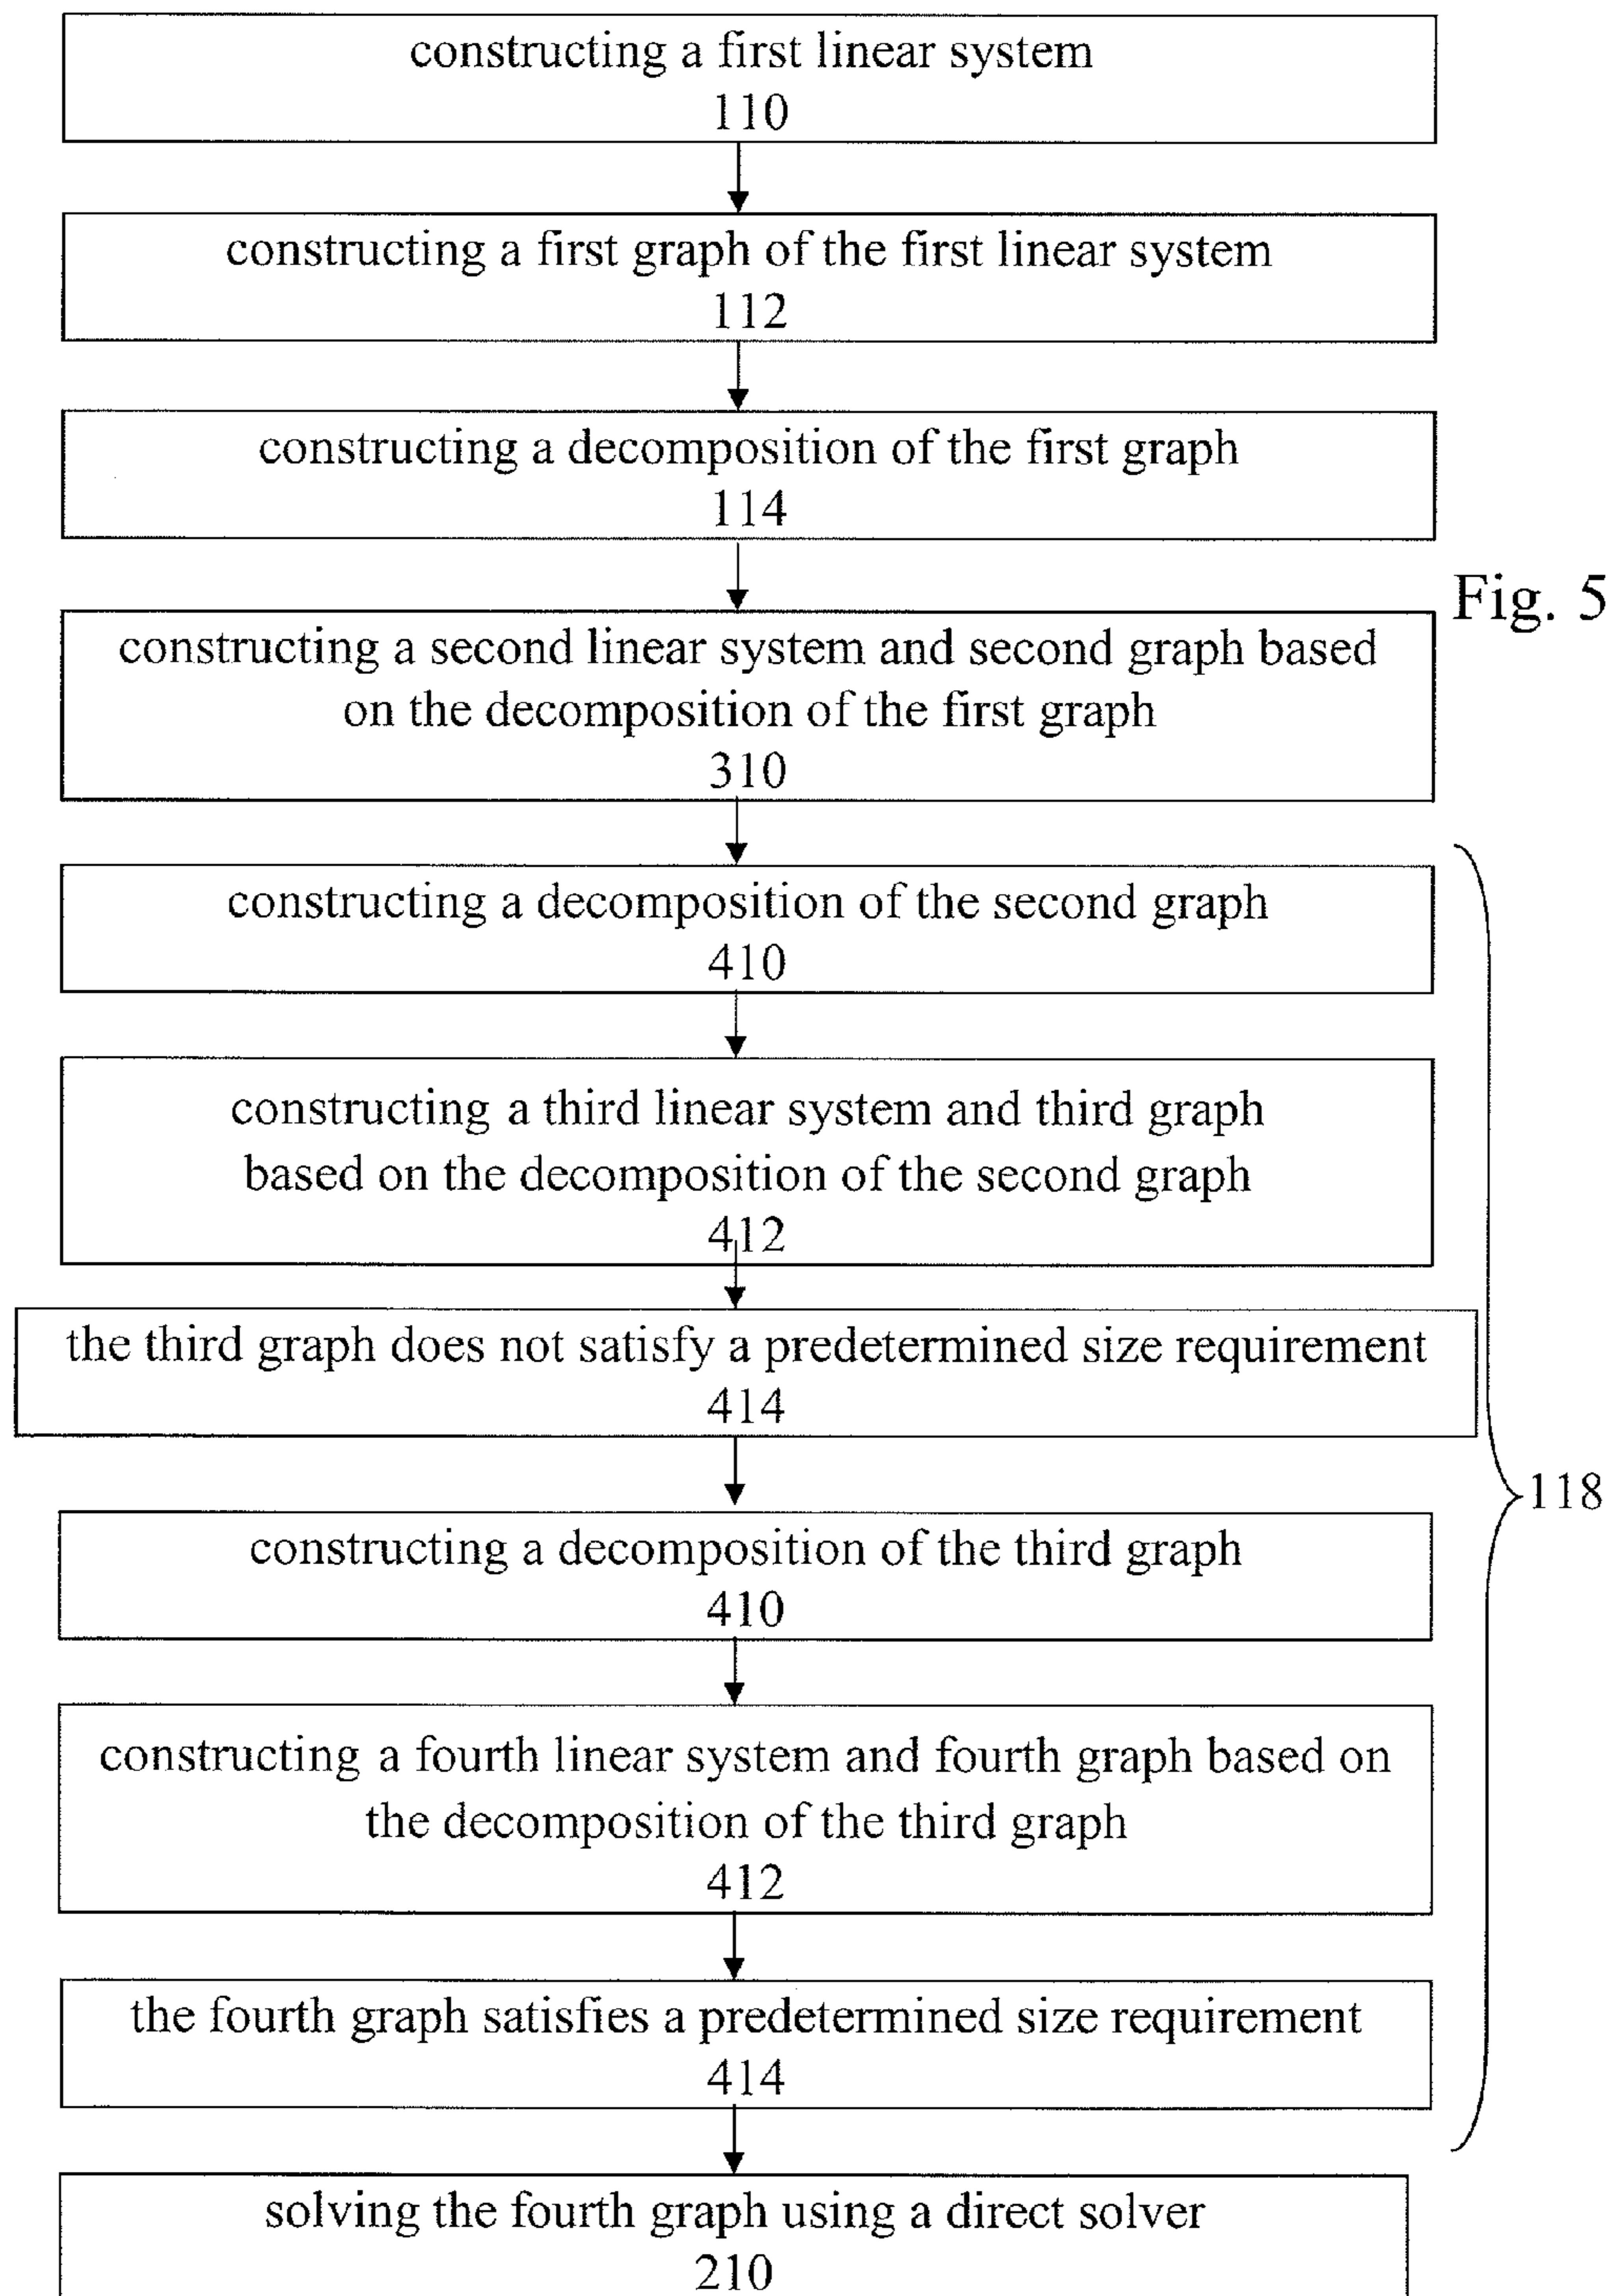 constructing a first linear system
110
constructing a first graph of the first linear system
112
constructing a decomposition of the first graph
114
Fig. 5
constructing a second linear system and second graph based
on the decomposition of the first graph
310
constructing a decomposition of the second graph
410
constructing a third linear system and third graph
based on the decomposition of the second graph
412
the third graph does not satisfy a predetermined size requirement
414
118
constructing a decomposition of the third graph
410
constructing a fourth linear system and fourth graph based on
the decomposition of the third graph
412
the fourth graph satisfies a predetermined size requirement
414
solving the fourth graph using a direct solver
210